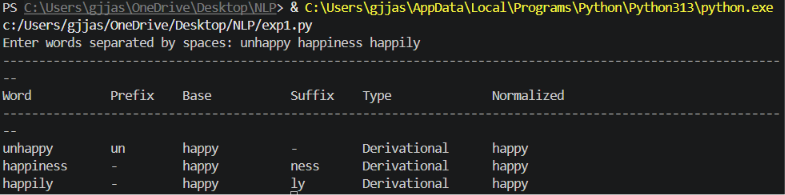 PS C:\Users\gjjas\OneDrive\Desktop\NLP> & C:\Users\gjjas\AppData\Local\Programs\Python\Python313\python.exe
c:/Users/gjjas/OneDrive/Desktop/NLP/exp1.py
Enter words separated by spaces: unhappy happiness happily
------------------------------------------------------------------------------------------------
--
Word Prefix Base Suffix Type Normalized
------------------------------------------------------------------------------------------------
--
unhappy un happy - Derivational happy
happiness - happy ness Derivational happy
happily - happy ly Derivational happy